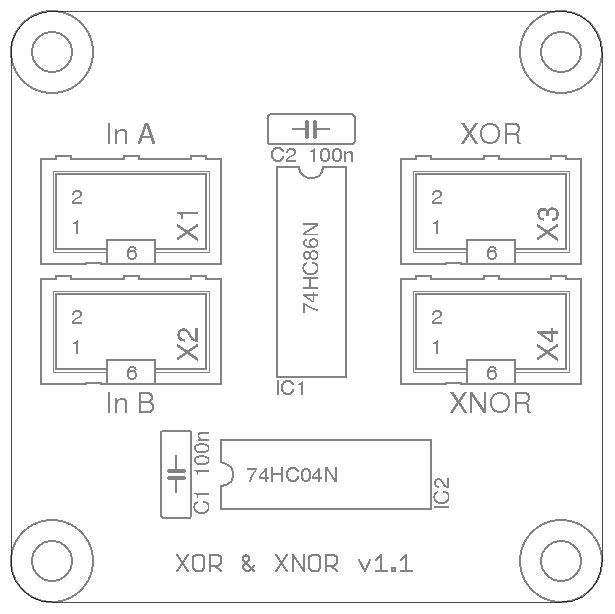 In A
XOR
C2 100n
2
1
6
X1
74HC86N
2
1
6
X3
2
1
6
X2
2
1
6
X4
IC1
In B
XNOR
C1 100n
74HC04N
IC2
XOR & XNOR v1.1